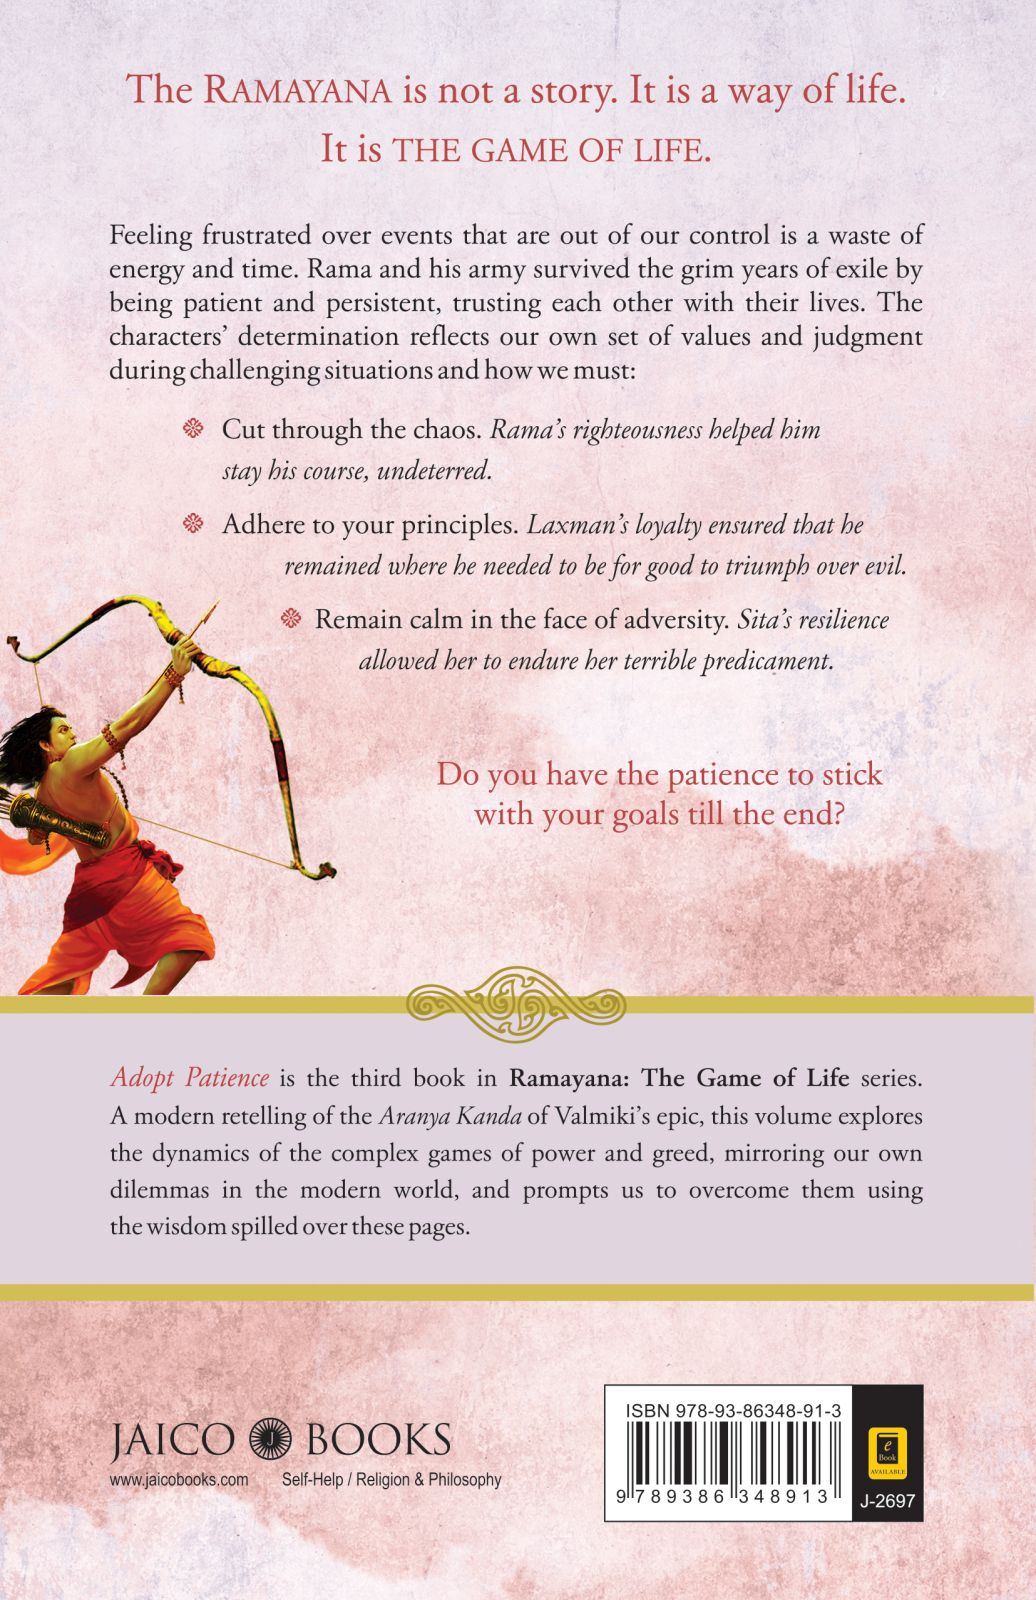 The RAMAYANA is not a story. It is a way of life.
It is THE GAME OF LIFE.
Feeling frustrated over events that are out of our control is a waste of
energy and time. Rama and his army survived the grim years of exile by
being patient and persistent, trusting each other with their lives. The
characters’ determination reflects our own set of values and judgment
during challenging situations and how we must:
Cut through the chaos. Rama’s righteousness helped him
stay his course, undeterred.
Adhere to your principles. Laxman’s loyalty ensured that he
remained where he needed to be for good to triumph over evil.
Remain calm in the face of adversity. Sita’s resilience
allowed her to endure her terrible predicament.
Do you have the patience to stick
with your goals till the end?
Adopt Patience is the third book in Ramayana: The Game of Life series.
A modern retelling of the Aranya Kanda of Valmiki’s epic, this volume explores
the dynamics of the complex games of power and greed, mirroring our own
dilemmas in the modern world, and prompts us to overcome them using
the wisdom spilled over these pages.
JAICO J BOOKS
www.jaicobooks.com Self-Help / Religion & Philosophy
ISBN 978-93-86348-91-3
9 789386 348913
e
Book
AVAILABLE
J-2697